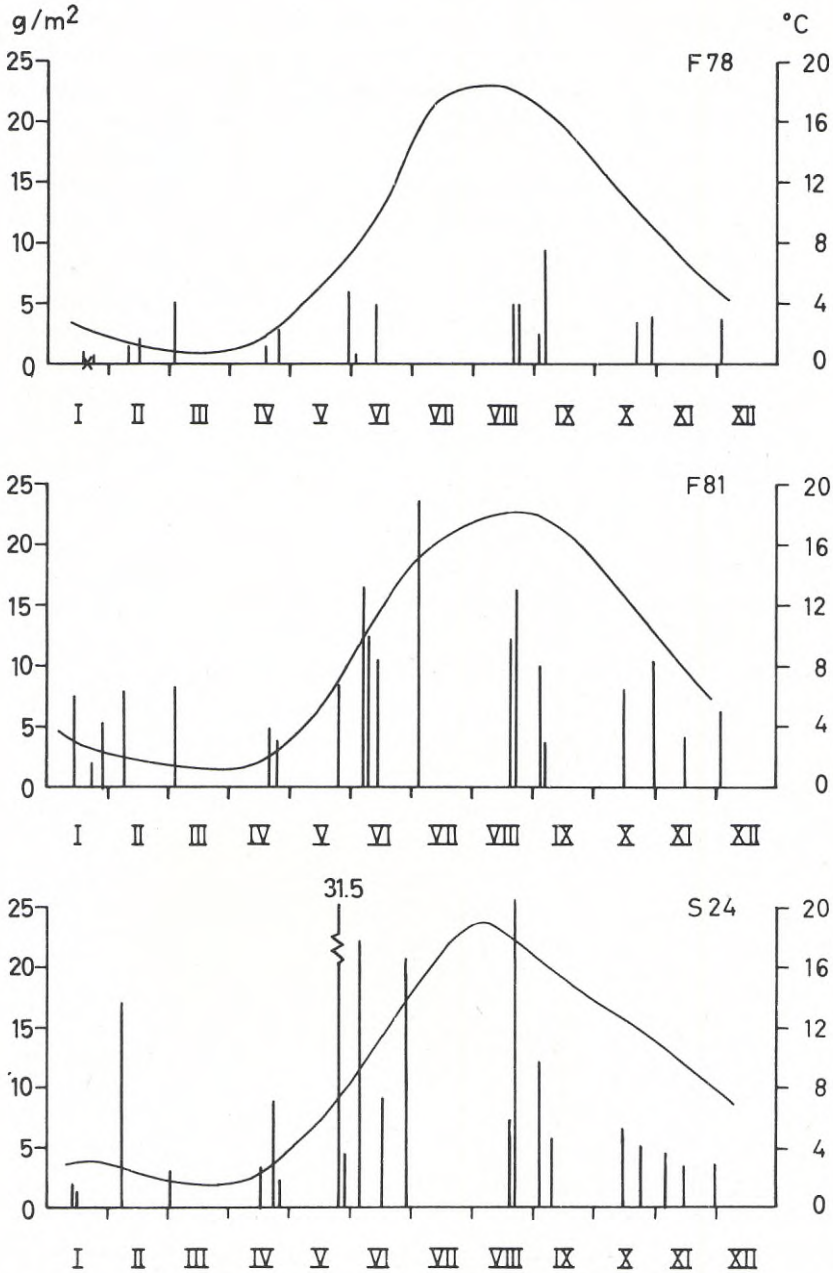 g/m² °C
25 F78 20
20 16
15 12
10 8
5 4
0 0
I II III IV V VI VII VIII IX X XI XII
25 F81 20
20 16
15 12
10 8
5 4
0 0
I II III IV V VI VII VIII IX X XI XII
31.5
25 S24 20
20 16
15 12
10 8
5 4
0 0
I II III IV V VI VII VIII IX X XI XII